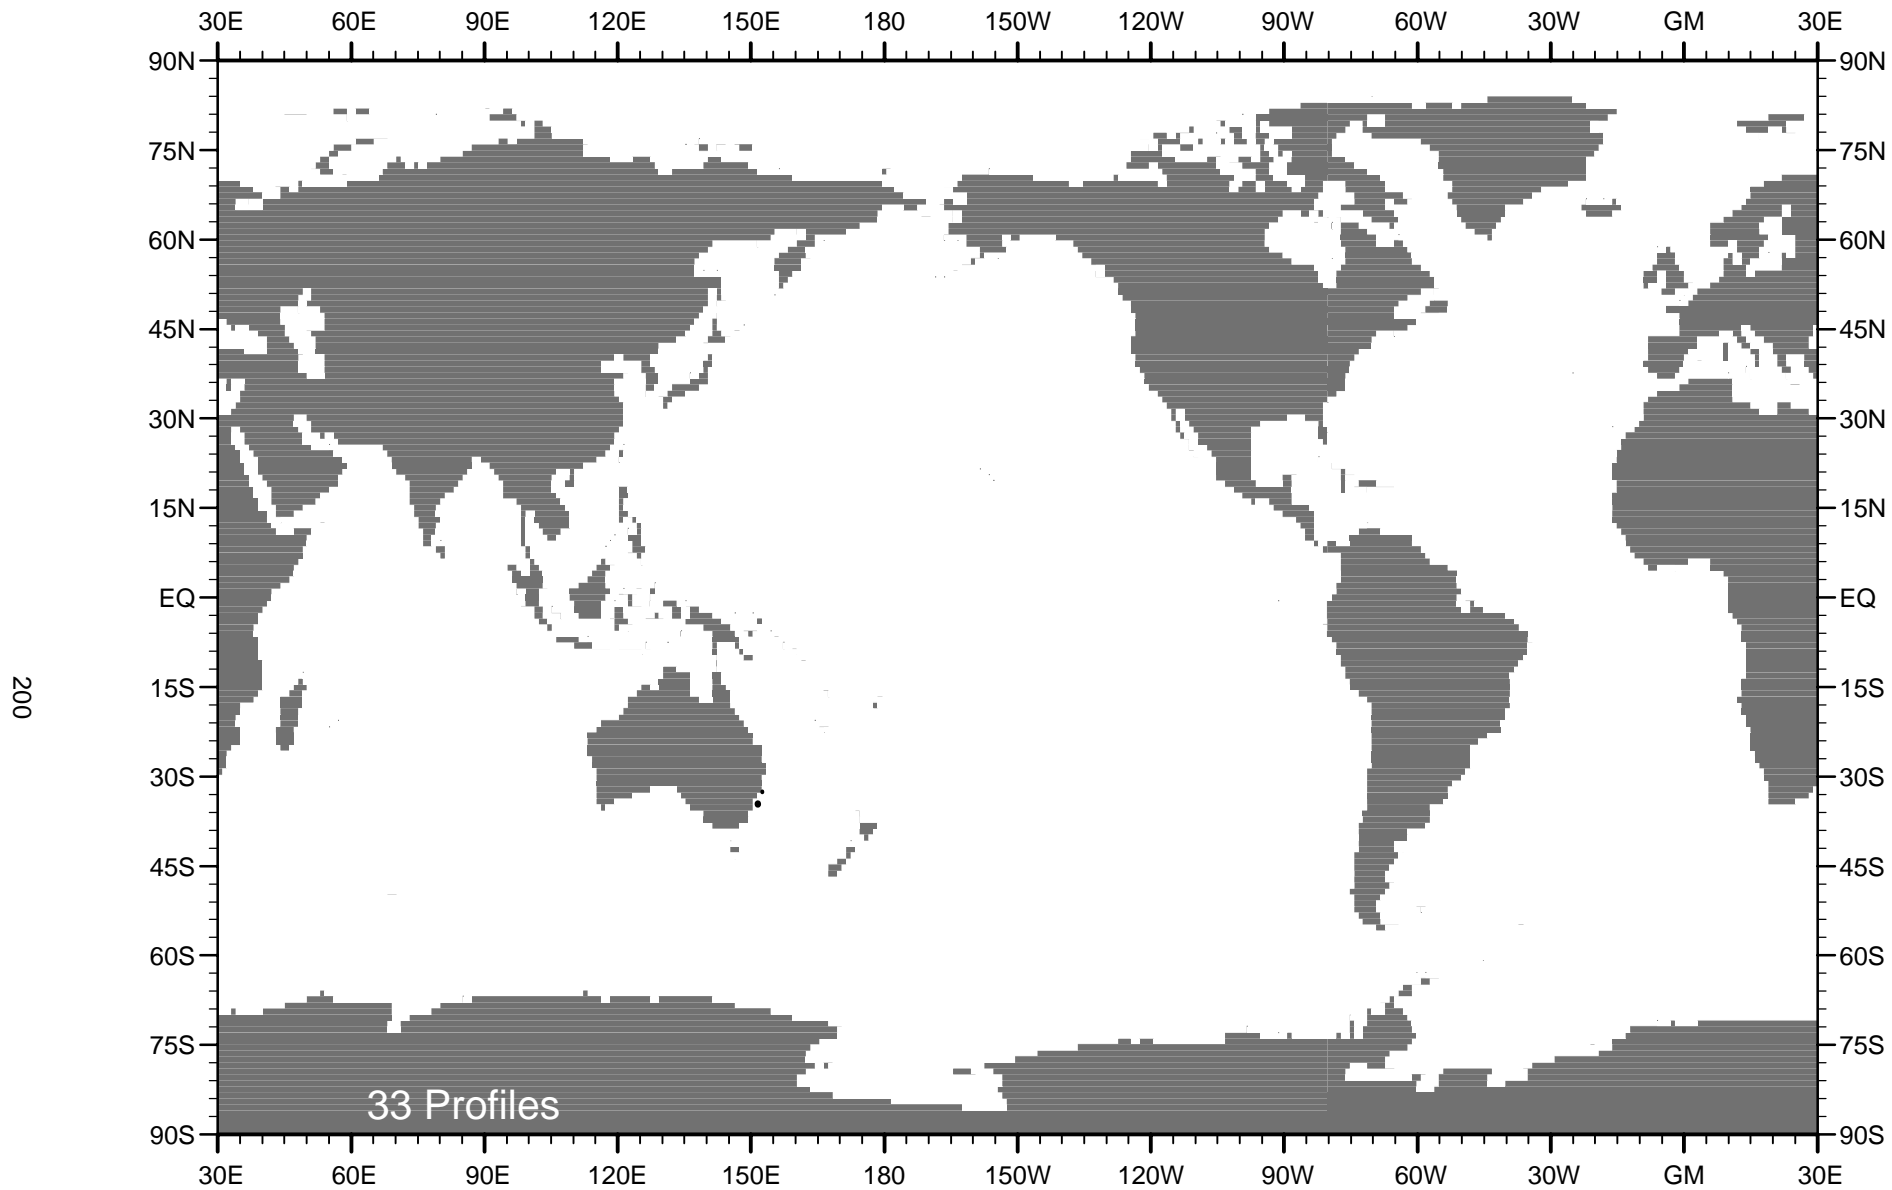 30E 60E 90E 120E 150E 180 150W 120W 90W 60W 30W GM 30E
90N 90N
75N 75N
60N 60N
45N 45N
30N 30N
15N 15N
EQ EQ
15S 15S
30S 30S
45S 45S
60S 60S
75S 75S
90S 90S
33 Profiles
30E 60E 90E 120E 150E 180 150W 120W 90W 60W 30W GM 30E
200